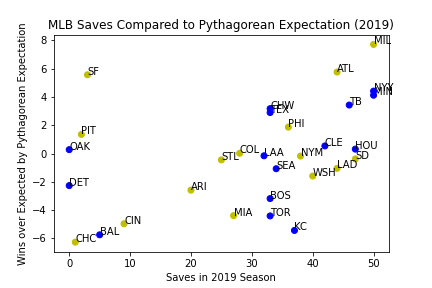 MLB Saves Compared to Pythagorean Expectation (2019)
Wins over Expected by Pythagorean Expectation
8
6
4
2
0
−2
−4
−6
MIL
SF
ATL
NYY
MIN
TB
CHW
TEX
PHI
PIT
OAK
CLE
HOU
STL
COL
LAA
NYM
SD
SEA
LAD
WSH
DET
ARI
BOS
MIA
TOR
CIN
KC
BAL
CHC
0 10 20 30 40 50
Saves in 2019 Season